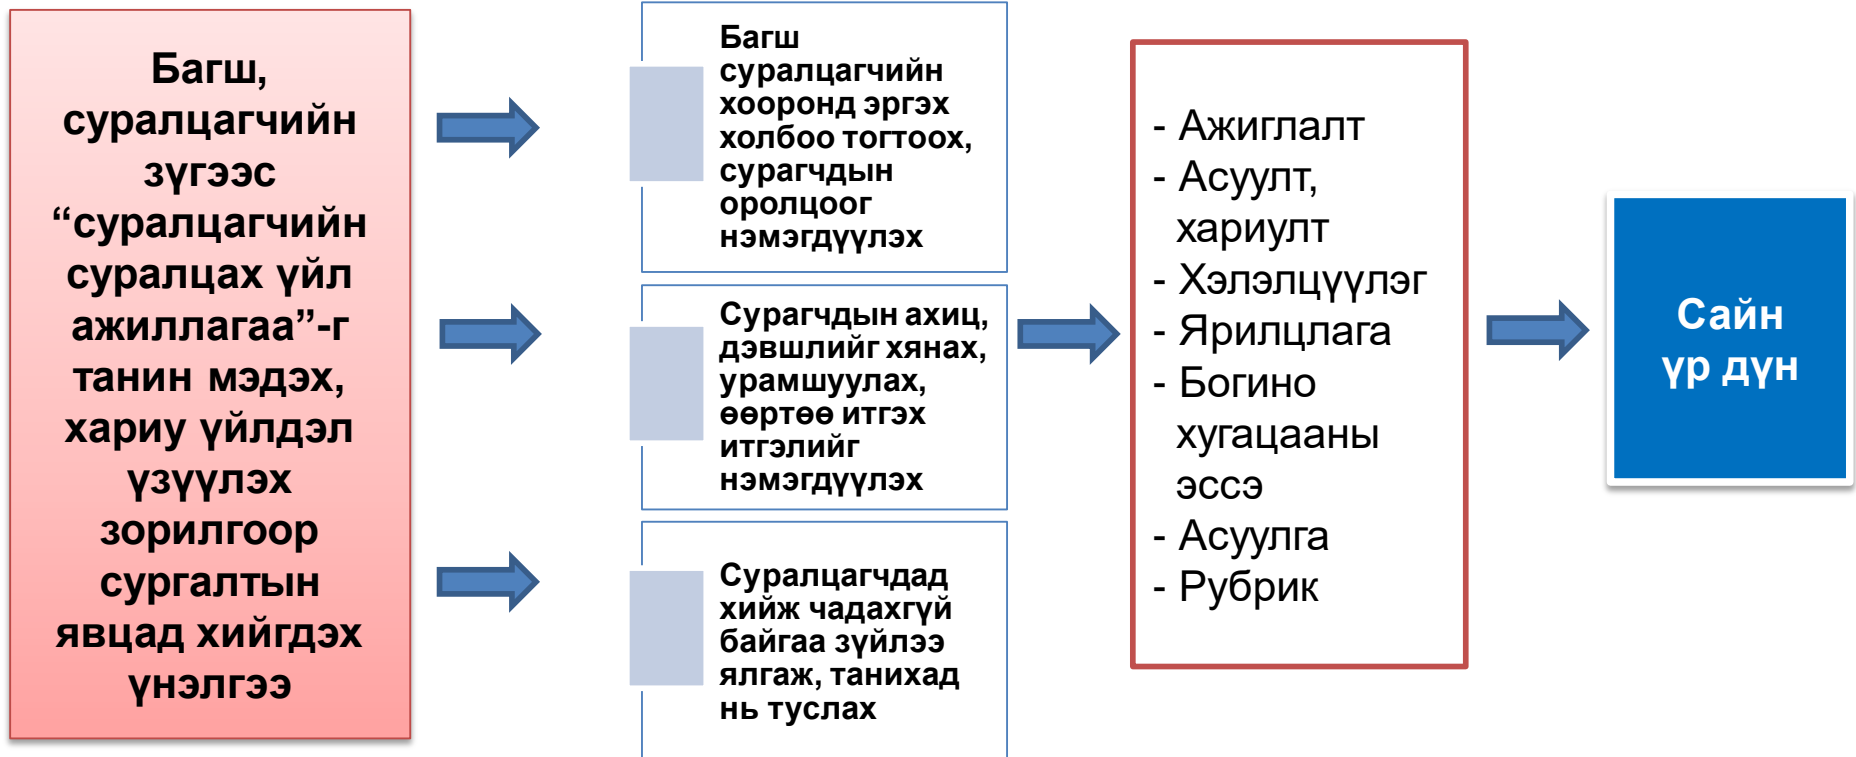 Багш,
суралцагчийн
зүгээс
“суралцагчийн
суралцах үйл
ажиллагаа”-г
танин мэдэх,
хариу үйлдэл
үзүүлэх
зорилгоор
сургалтын
явцад хийгдэх
үнэлгээ
Багш
суралцагчийн
хооронд эргэх
холбоо тогтоох,
сурагчдын
оролцоог
нэмэгдүүлэх
Сурагчдын ахиц,
дэвшлийг хянах,
урамшуулах,
өөртөө итгэх
итгэлийг
нэмэгдүүлэх
Суралцагчдад
хийж чадахгүй
байгаа зүйлээ
ялгаж, танихад
нь туслах
- Ажиглалт
- Асуулт,
хариулт
- Хэлэлцүүлэг
- Ярилцлага
- Богино
хугацааны
эссэ
- Асуулга
- Рубрик
Сайн
үр дүн